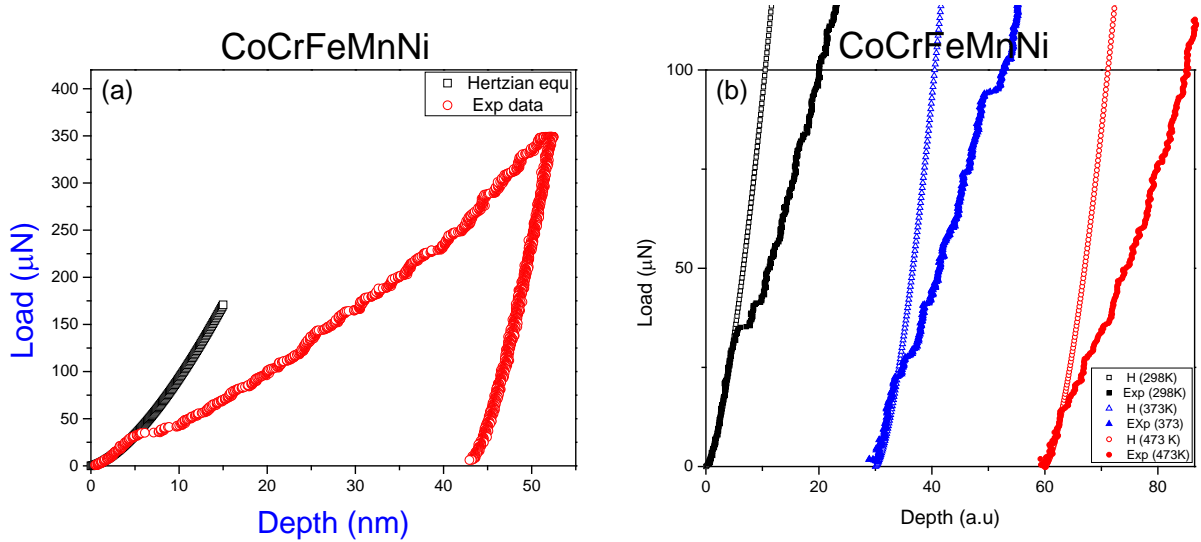 CoCrFeMnNi
(a)
Hertzian equ
Exp data
400
350
300
250
200
150
100
50
0
Load (μN)
0 10 20 30 40 50
Depth (nm)
CoCrFeMnNi
(b)
100
50
0
Load (μN)
H (298K)
Exp (298K)
H (373K)
EXp (373)
H (473 K)
Exp (473K)
0 20 40 60 80
Depth (a.u)